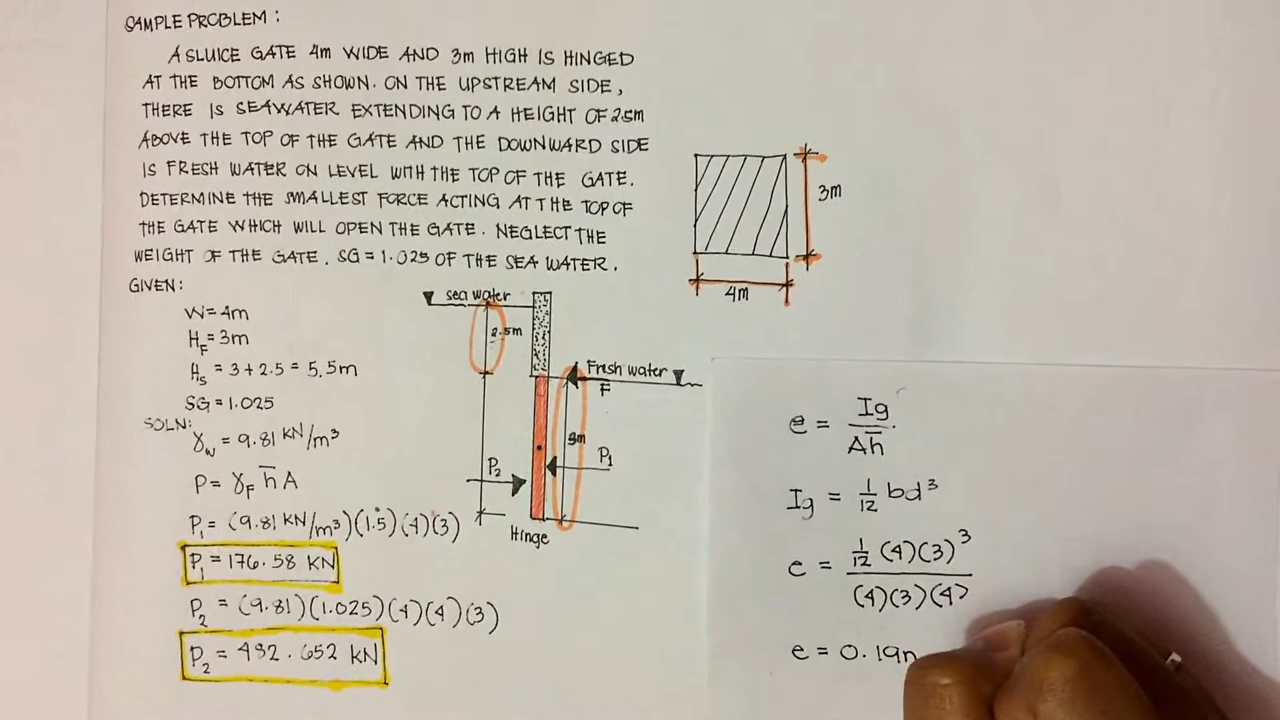 SAMPLE PROBLEM:
A SLUICE GATE 4m WIDE AND 3m HIGH IS HINGED
AT THE BOTTOM AS SHOWN. ON THE UPSTREAM SIDE,
THERE IS SEAWATER EXTENDING TO A HEIGHT OF 2.5m
ABOVE THE TOP OF THE GATE AND THE DOWNWARD SIDE
IS FRESH WATER ON LEVEL WITH THE TOP OF THE GATE.
DETERMINE THE SMALLEST FORCE ACTING AT THE TOP OF
THE GATE WHICH WILL OPEN THE GATE. NEGLECT THE
WEIGHT OF THE GATE. SG = 1.025 OF THE SEA WATER.
GIVEN:
W = 4m
H_F = 3m
H_S = 3 + 2.5 = 5.5m
SG = 1.025
SOLN:
γ_w = 9.81 KN/m³
P = γ_F h̄ A
P₁ = (9.81 KN/m³)(1.5)(4)(3)
P₁ = 176.58 KN
P₂ = (9.81)(1.025)(4)(4)(3)
P₂ = 482.652 KN
sea water
2.5m
Fresh water
F
3m
P₁
P₂
Hinge
3m
4m
e = Ig / Ah̄
Ig = 1/12 bd³
e = 1/12 (4)(3)³ / (4)(3)(4)
e = 0.19m